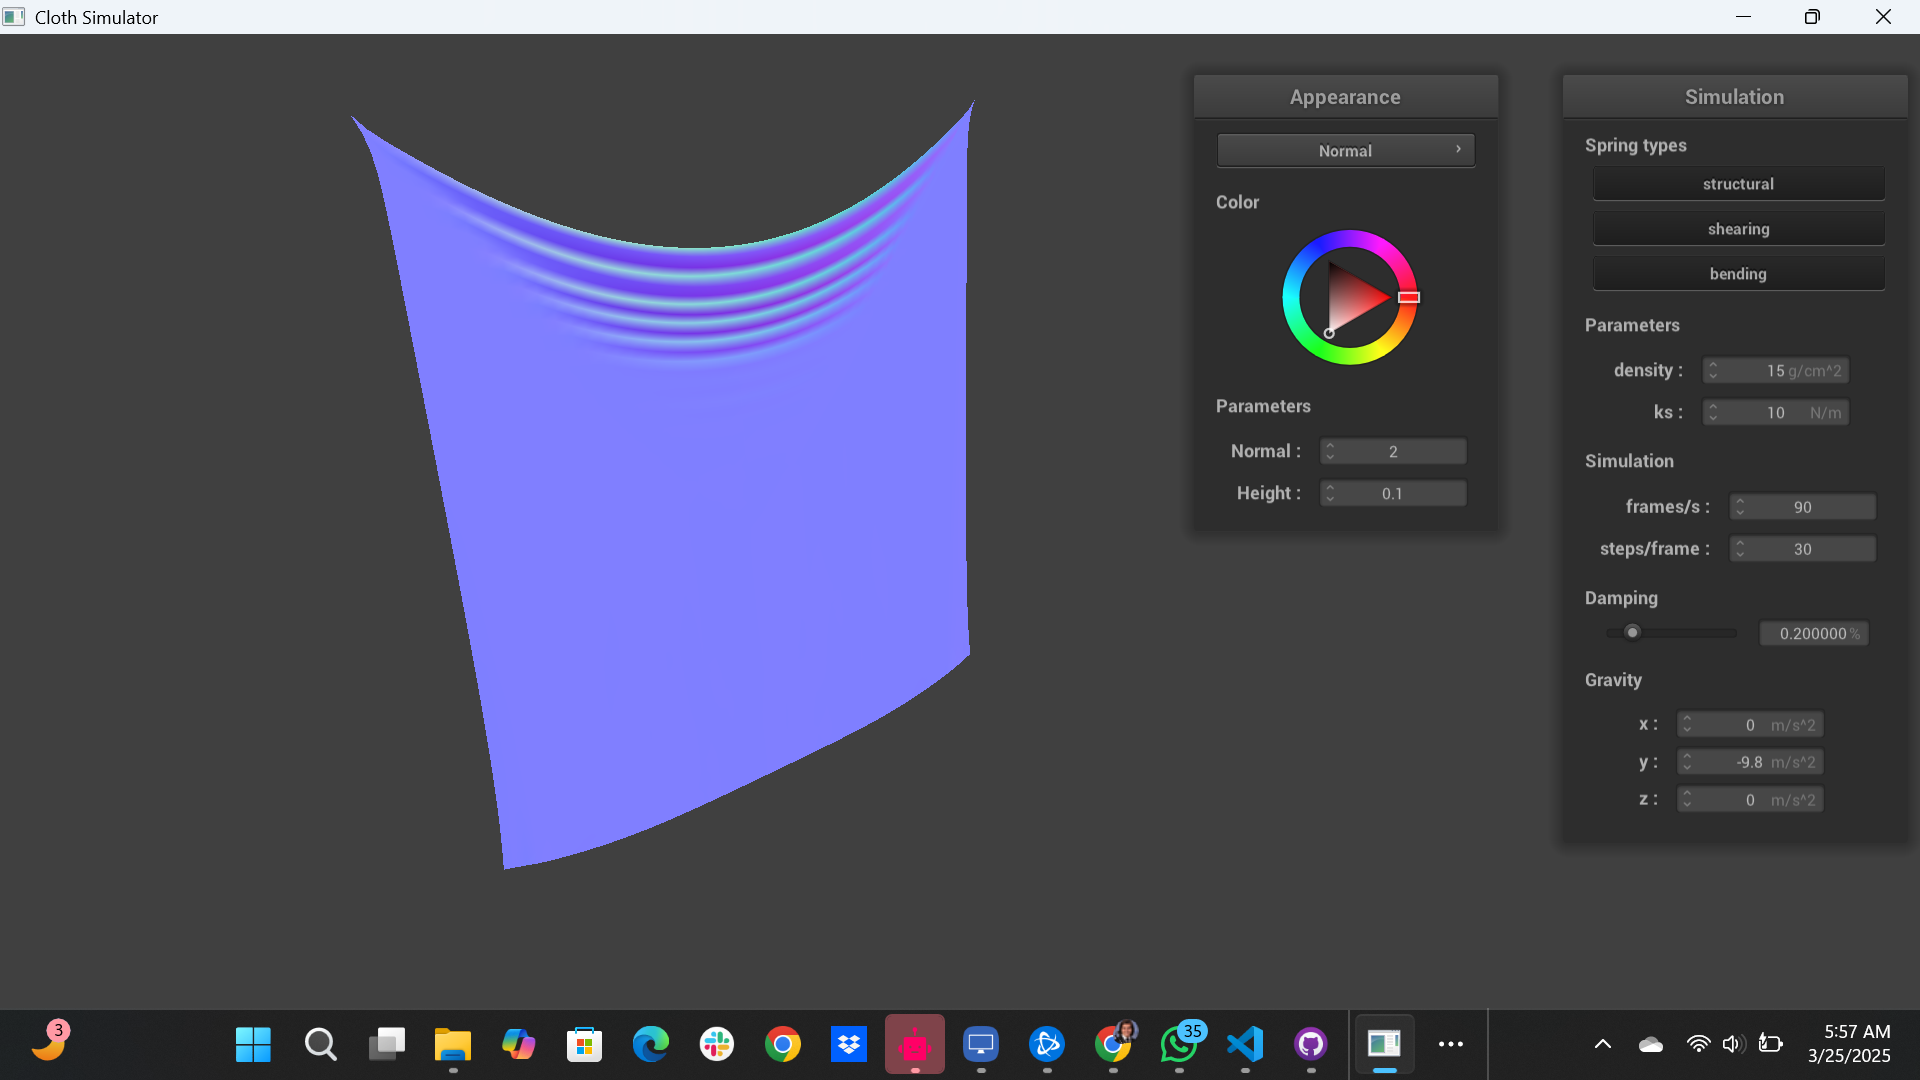 Cloth Simulator
Appearance
Normal
Color
Parameters
Normal : 2
Height : 0.1
Simulation
Spring types
structural
shearing
bending
Parameters
density : 15 g/cm^2
ks : 10 N/m
Simulation
frames/s : 90
steps/frame : 30
Damping
0.200000 %
Gravity
x : 0 m/s^2
y : -9.8 m/s^2
z : 0 m/s^2
3
35
5:57 AM
3/25/2025